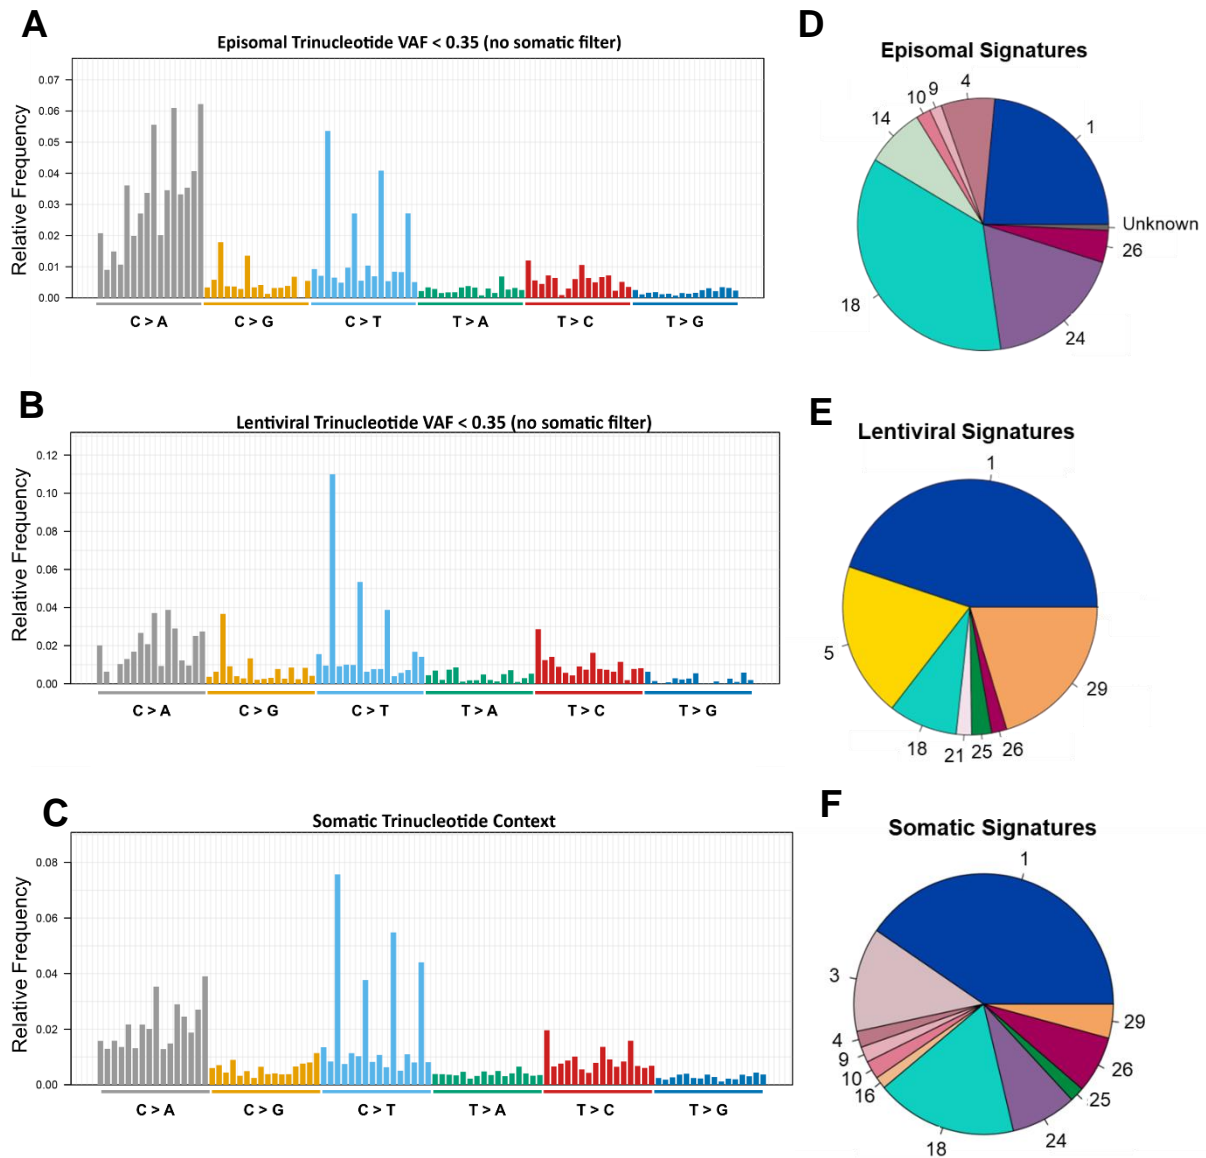 A
Episomal Trinucleotide VAF < 0.35 (no somatic filter)
Relative Frequency
0.07
0.06
0.05
0.04
0.03
0.02
0.01
0.00
C > A C > G C > T T > A T > C T > G
D
Episomal Signatures
1
4
9
10
14
18
24
26
Unknown
B
Lentiviral Trinucleotide VAF < 0.35 (no somatic filter)
Relative Frequency
0.12
0.10
0.08
0.06
0.04
0.02
0.00
C > A C > G C > T T > A T > C T > G
E
Lentiviral Signatures
1
5
18
21
25
26
29
C
Somatic Trinucleotide Context
Relative Frequency
0.08
0.06
0.04
0.02
0.00
C > A C > G C > T T > A T > C T > G
F
Somatic Signatures
1
3
4
9
10
16
18
24
25
26
29